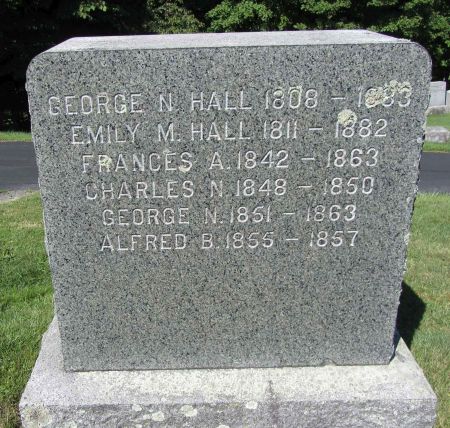 GEORGE N. HALL 1808 – 1883
EMILY M. HALL 1811 – 1882
FRANCES A. 1842 – 1863
CHARLES N. 1848 – 1850
GEORGE N. 1851 – 1863
ALFRED B. 1855 – 1857